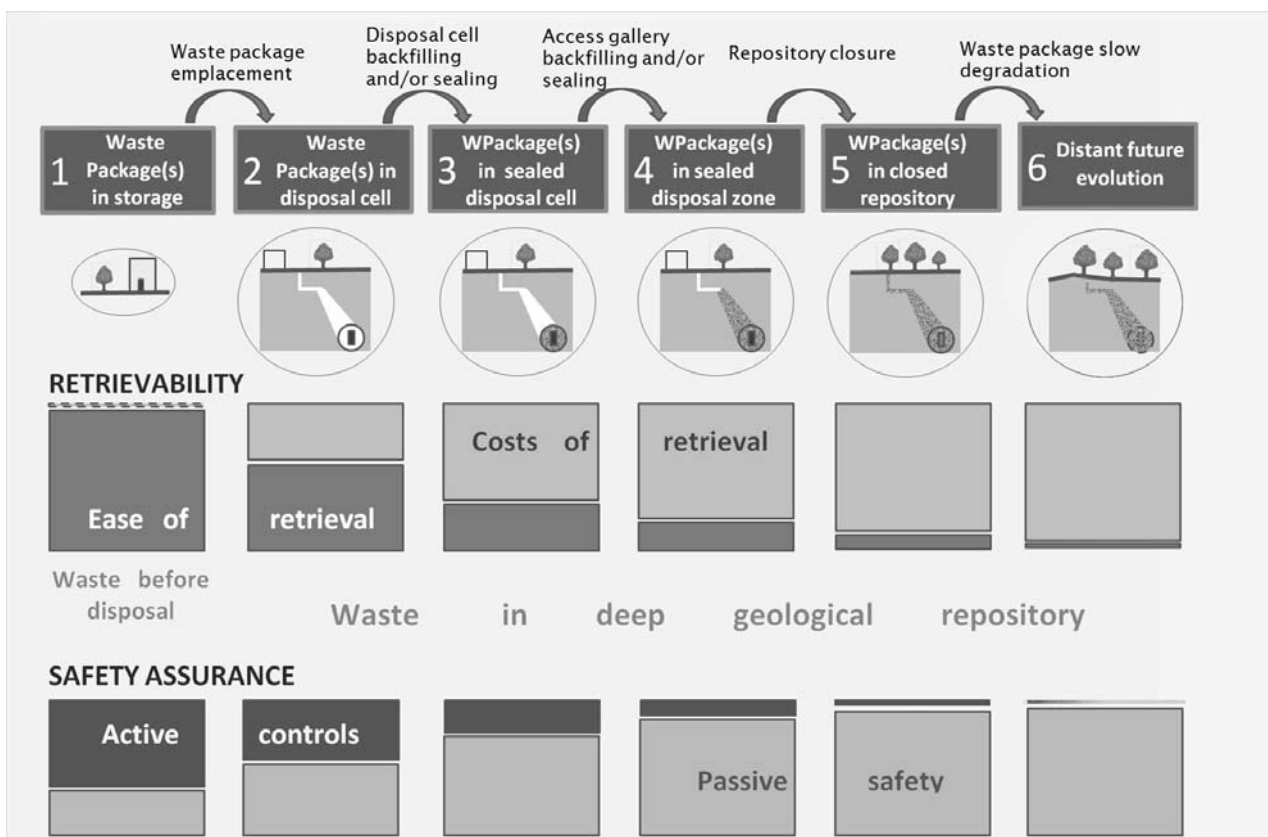 Waste package
emplacement
Disposal cell
backfilling
and/or sealing
Access gallery
backfilling and/or
sealing
Repository closure
Waste package slow
degradation
1 Waste
Package(s)
in storage
2 Waste
Package(s) in
disposal cell
3 WPackage(s)
in sealed
disposal cell
4 WPackage(s)
in sealed
disposal zone
5 WPackage(s)
in closed
repository
6 Distant future
evolution
RETRIEVABILITY
Costs of retrieval
Ease of retrieval
Waste before
disposal
Waste in deep geological repository
SAFETY ASSURANCE
Active controls
Passive safety